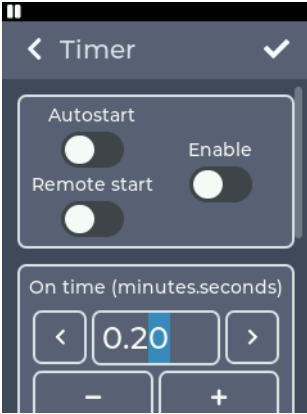 Timer
Autostart
Enable
Remote start
On time (minutes.seconds)
< 0.20 >
- +